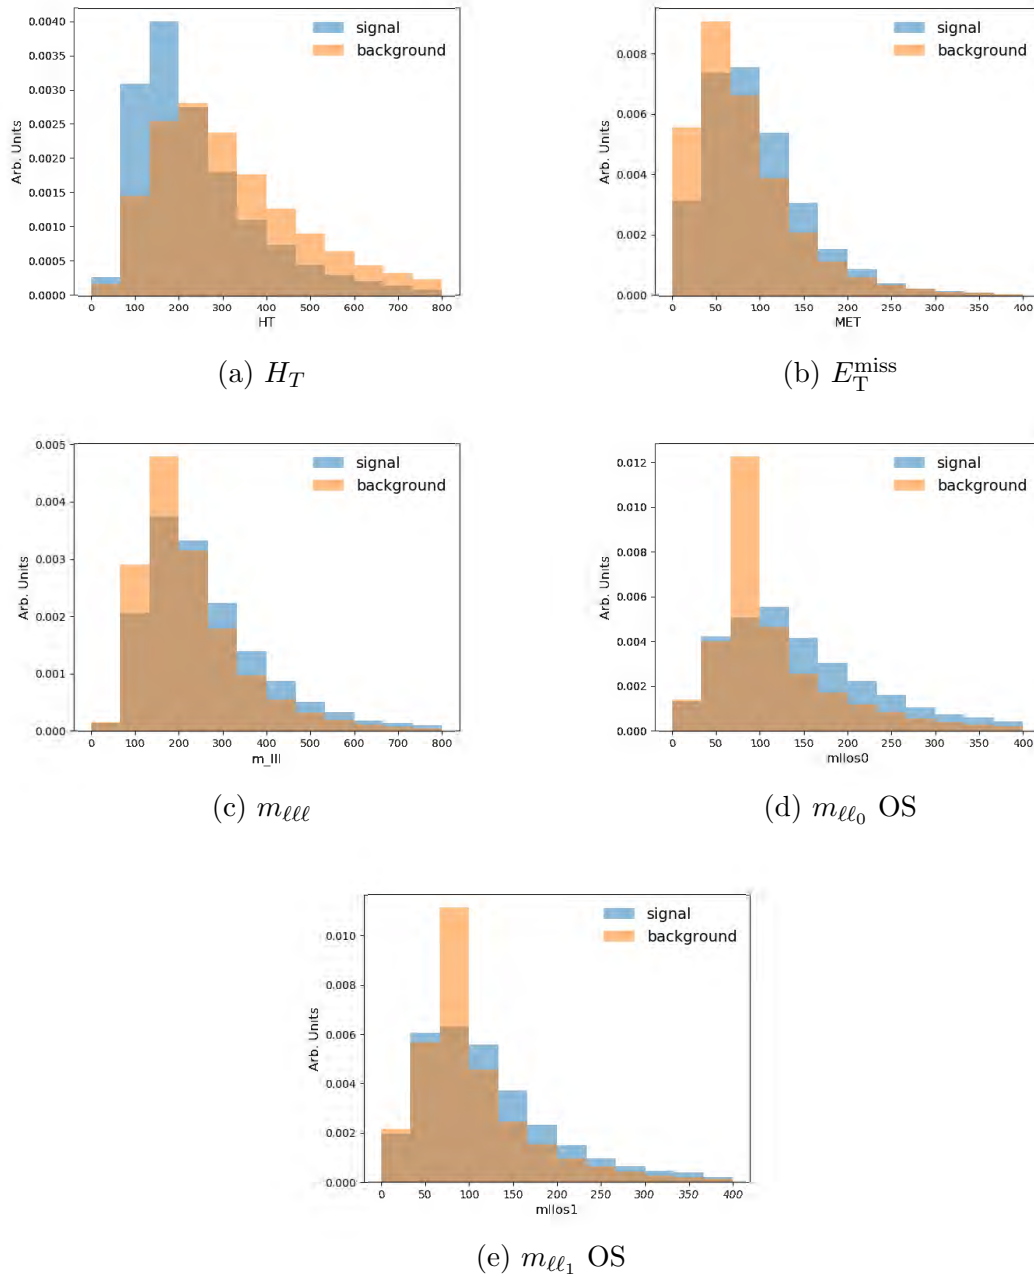 signal
background
0.0040
0.0035
0.0030
0.0025
0.0020
0.0015
0.0010
0.0005
0.0000
Arb. Units
0 100 200 300 400 500 600 700 800
HT
(a) H_T
signal
background
0.008
0.006
0.004
0.002
0.000
Arb. Units
0 50 100 150 200 250 300 350 400
MET
(b) E_T^miss
signal
background
0.005
0.004
0.003
0.002
0.001
0.000
Arb. Units
0 100 200 300 400 500 600 700 800
m_lll
(c) m_ℓℓℓ
signal
background
0.012
0.010
0.008
0.006
0.004
0.002
0.000
Arb. Units
0 50 100 150 200 250 300 350 400
mllos0
(d) m_ℓℓ₀ OS
signal
background
0.010
0.008
0.006
0.004
0.002
0.000
Arb. Units
0 50 100 150 200 250 300 350 400
mllos1
(e) m_ℓℓ₁ OS